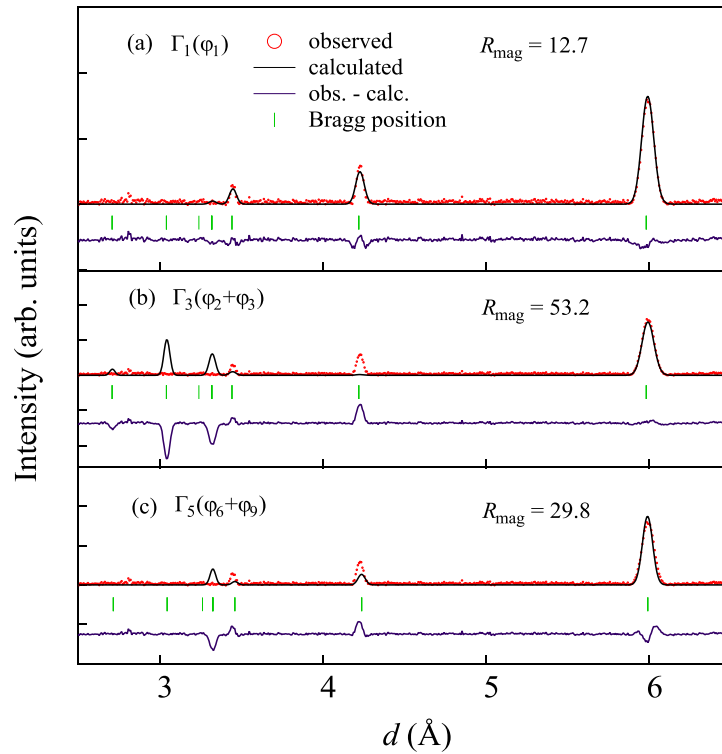 (a) Γ₁(φ₁)
observed
calculated
obs. - calc.
Bragg position
Rmag = 12.7
(b) Γ₃(φ₂+φ₃)
Rmag = 53.2
(c) Γ₅(φ₆+φ₉)
Rmag = 29.8
Intensity (arb. units)
3 4 5 6
d (Å)